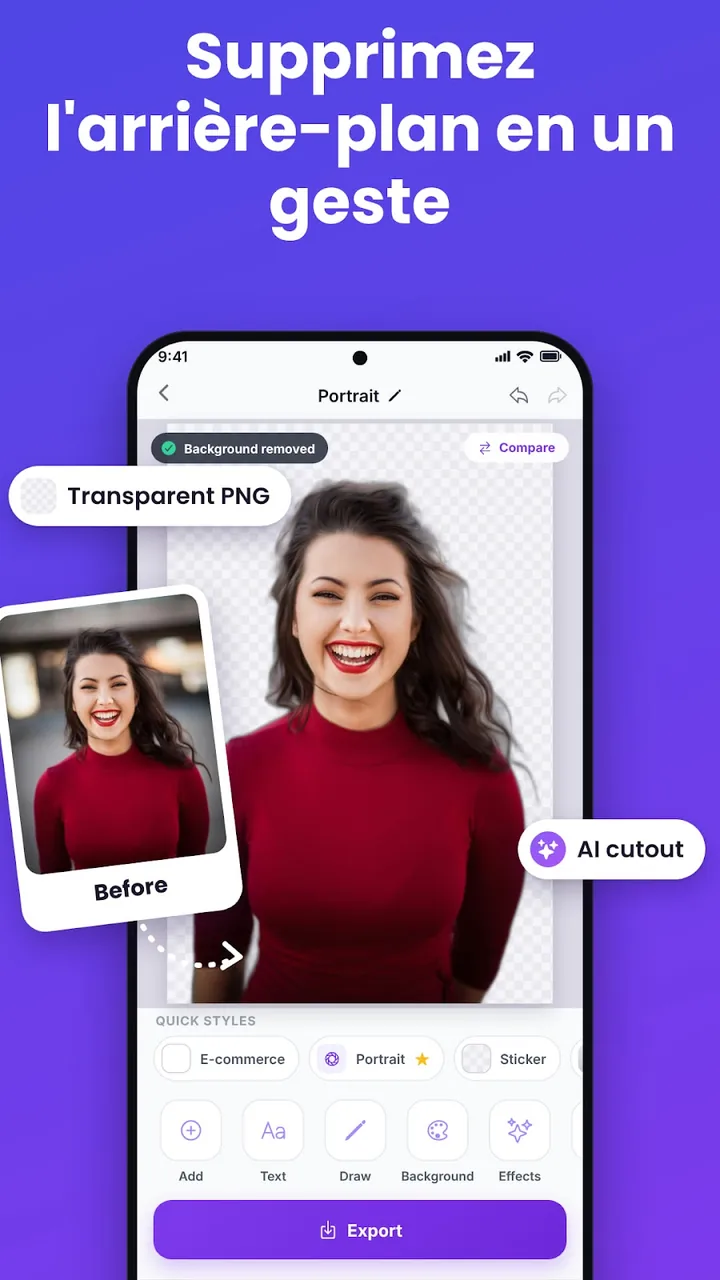 Supprimez
l'arrière-plan en un
geste
9:41
Portrait
Background removed
Compare
Transparent PNG
Before
AI cutout
QUICK STYLES
E-commerce
Portrait
Sticker
Aa
Add
Text
Draw
Background
Effects
Export